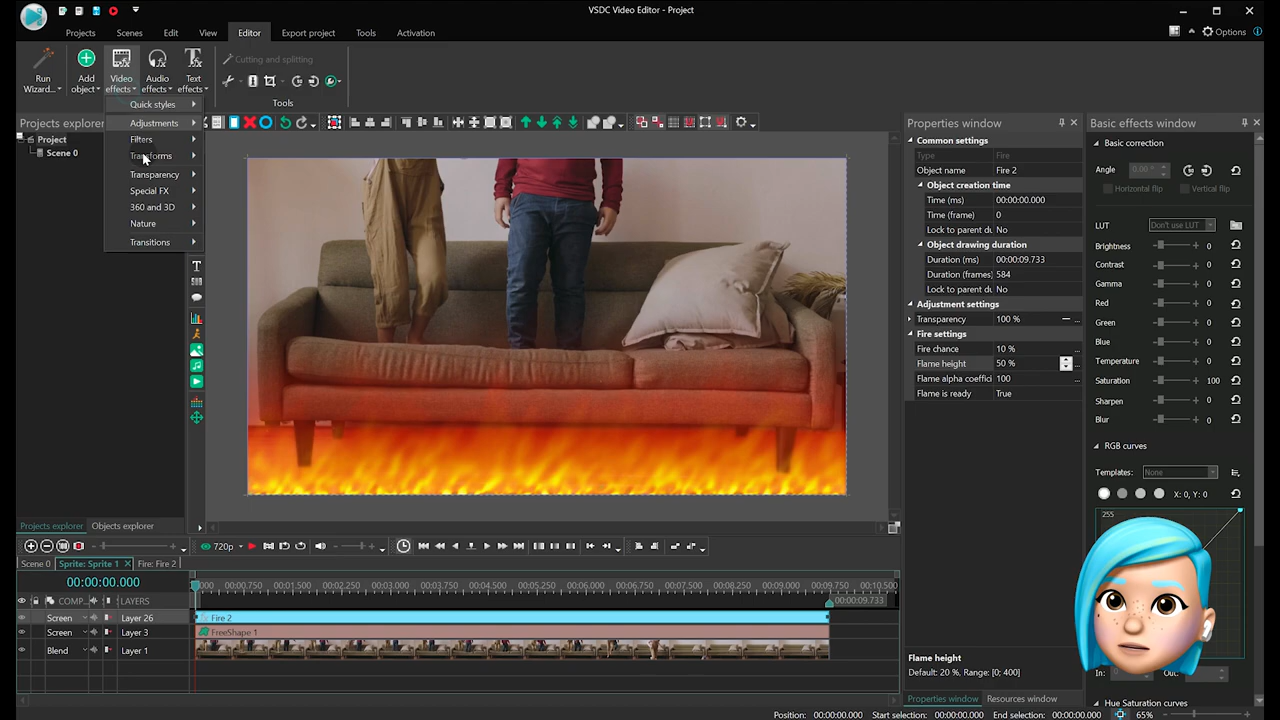 VSDC Video Editor - Project
Projects
Scenes
Edit
View
Editor
Export project
Tools
Activation
Options
Run
Wizard...
Add
object
Video
effects
Audio
effects
Text
effects
Cutting and splitting
Tools
Quick styles
Adjustments
Filters
Transforms
Transparency
Special FX
360 and 3D
Nature
Transitions
Projects explorer
Project
Scene 0
Properties window
Common settings
Type Fire
Object name Fire 2
Object creation time
Time (ms) 00:00:00.000
Time (frame) 0
Lock to parent du No
Object drawing duration
Duration (ms) 00:00:09.733
Duration (frames) 584
Lock to parent du No
Adjustment settings
Transparency 100 % ...
Fire settings
Fire chance 10 % ...
Flame height 50 % ...
Flame alpha coeffici 100 ...
Flame is ready True
Flame height
Default: 20 %, Range: [0; 400]
Properties window Resources window
Basic effects window
Basic correction
Angle 0.00 °
Horizontal flip Vertical flip
LUT Don't use LUT
Brightness 0
Contrast 0
Gamma 0
Red 0
Green 0
Blue 0
Temperature 0
Saturation 100
Sharpen 0
Blur 0
RGB curves
Templates: None
X: 0, Y: 0
255
In: 0 Out: 0
Hue Saturation curves
Projects explorer Objects explorer
720p
Scene 0 Sprite: Sprite 1 Fire: Fire 2
00:00:00.000
000 00:00.750 00:01.500 00:02.250 00:03.000 00:03.750 00:04.500 00:05.250 00:06.000 00:06.750 00:07.500 00:08.250 00:09.000 00:09.750 00:10.500
COMP... LAYERS
00:00:09.733
Screen Layer 26 Fire 2
Screen Layer 3 FreeShape 1
Blend Layer 1
Position: 00:00:00.000 Start selection: 00:00:00.000 End selection: 00:00:00.000 65%